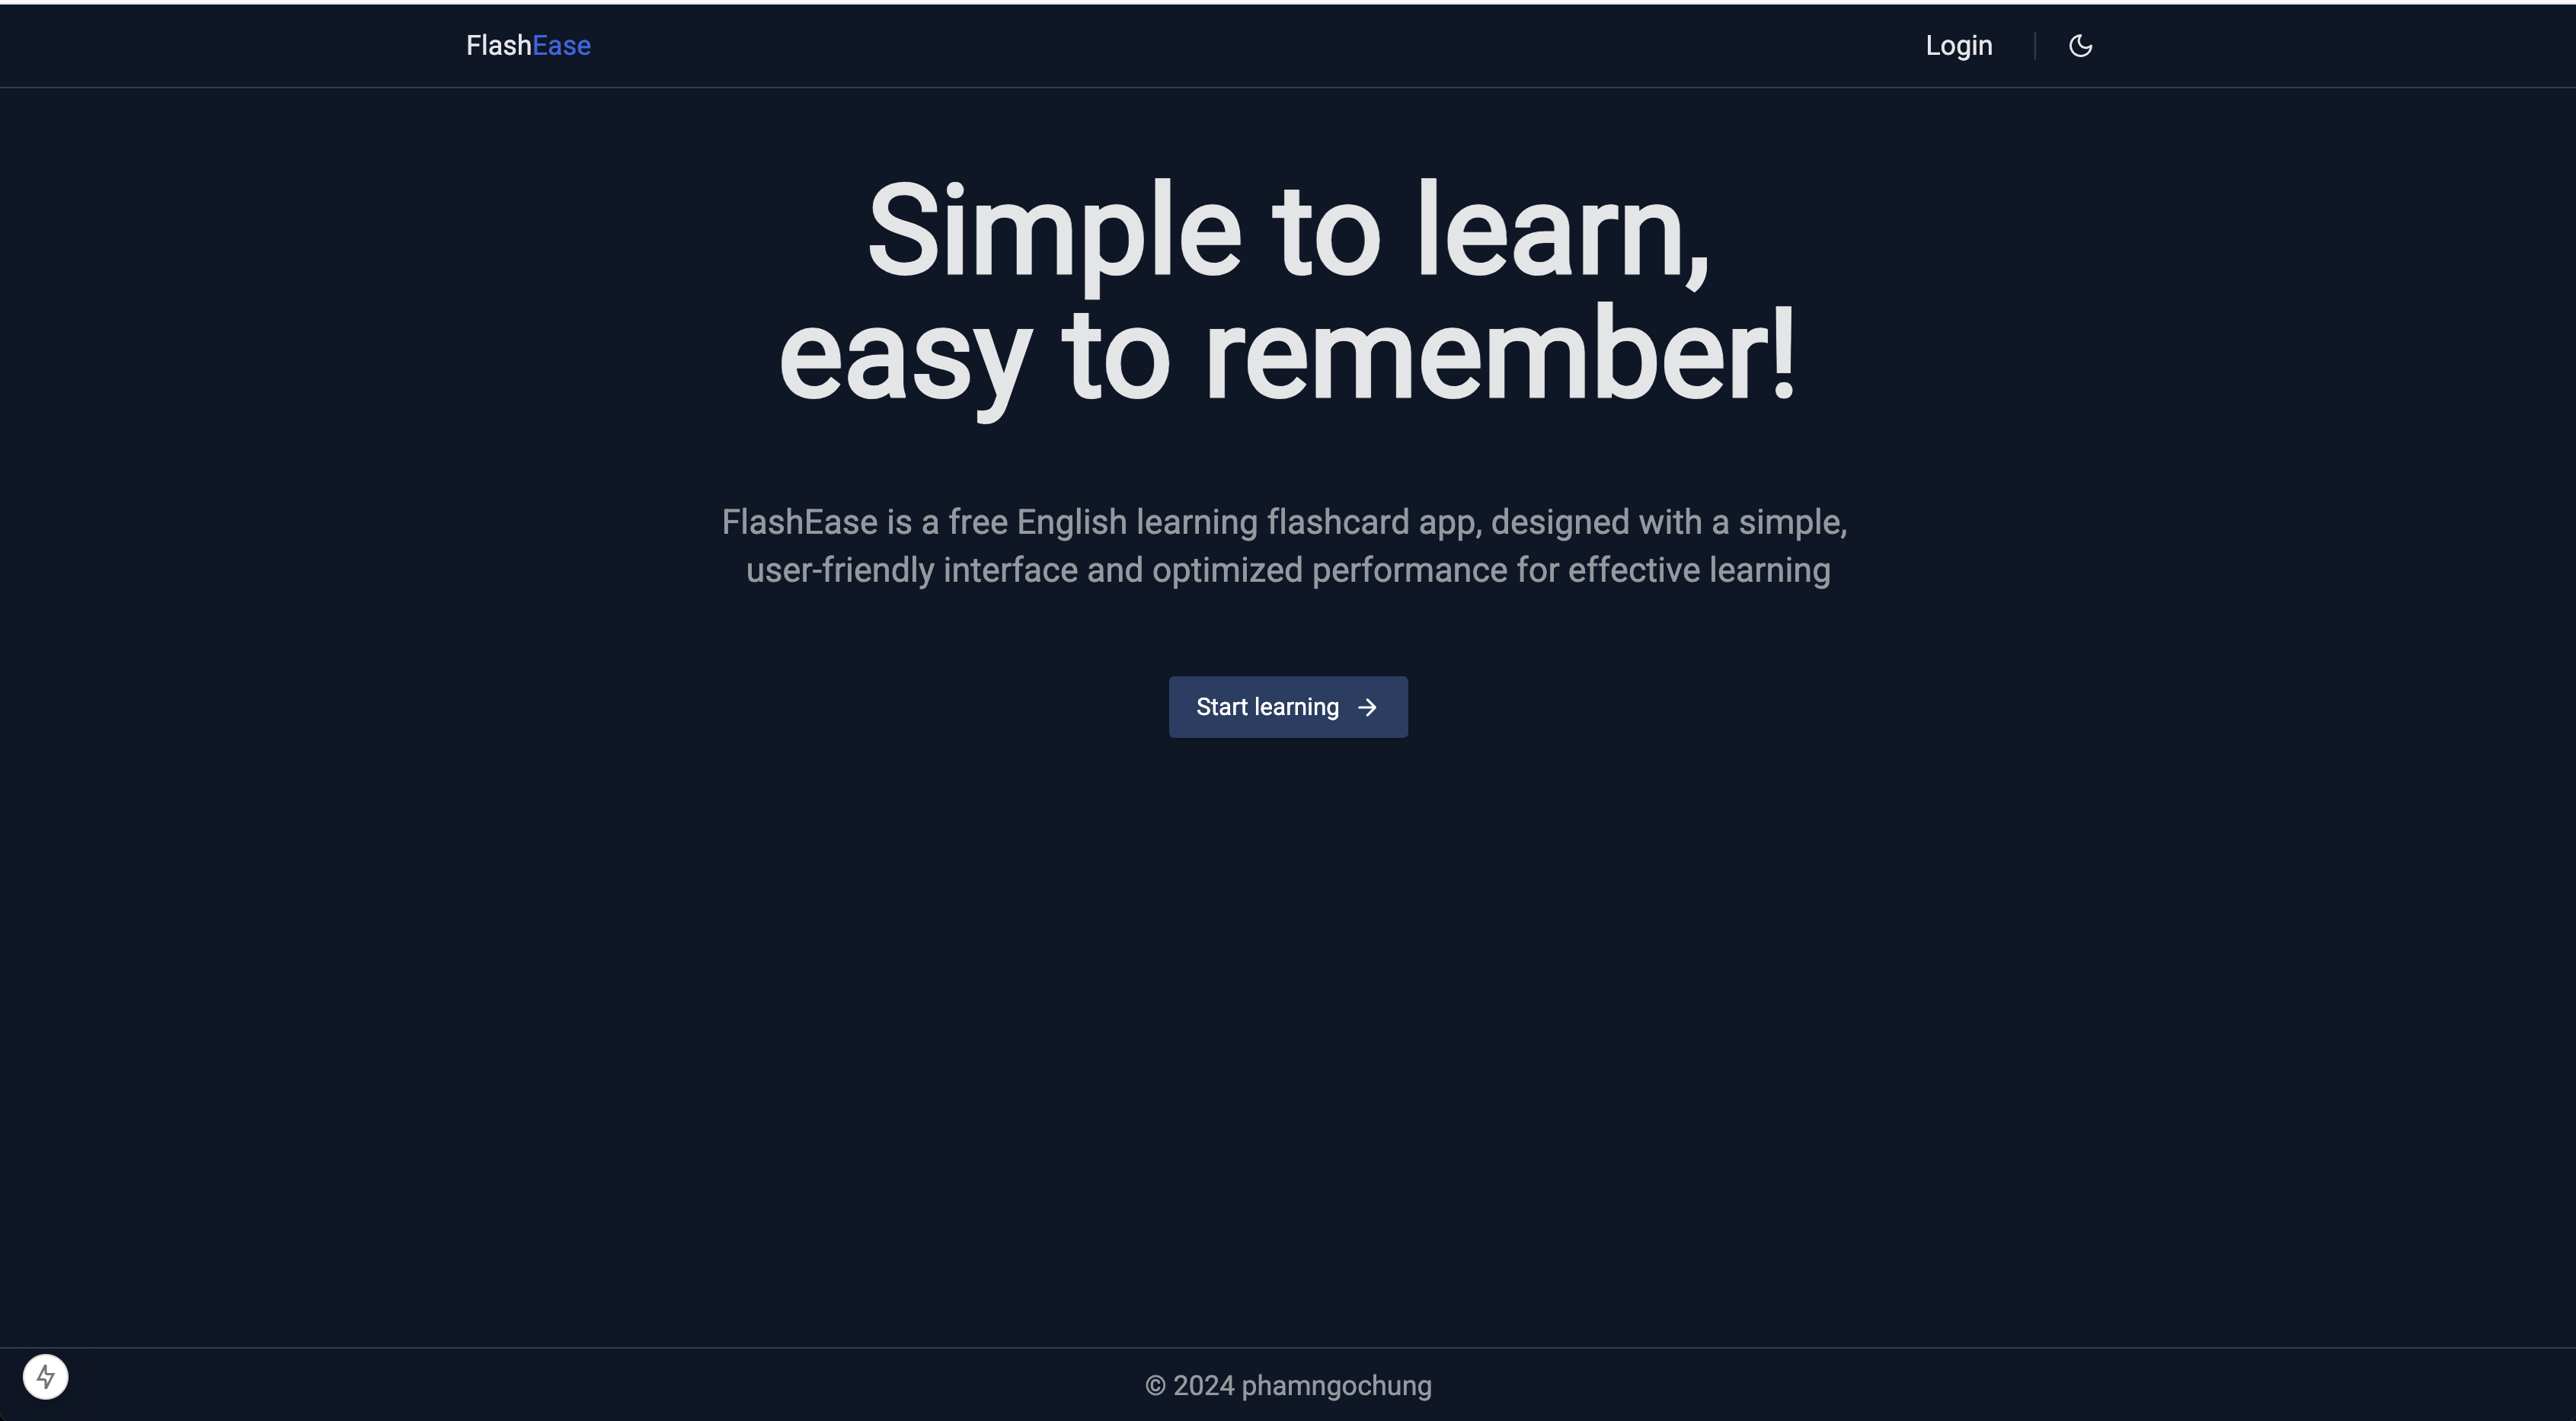 FlashEase
Login
Simple to learn,
easy to remember!
FlashEase is a free English learning flashcard app, designed with a simple,
user-friendly interface and optimized performance for effective learning
Start learning
© 2024 phamngochung